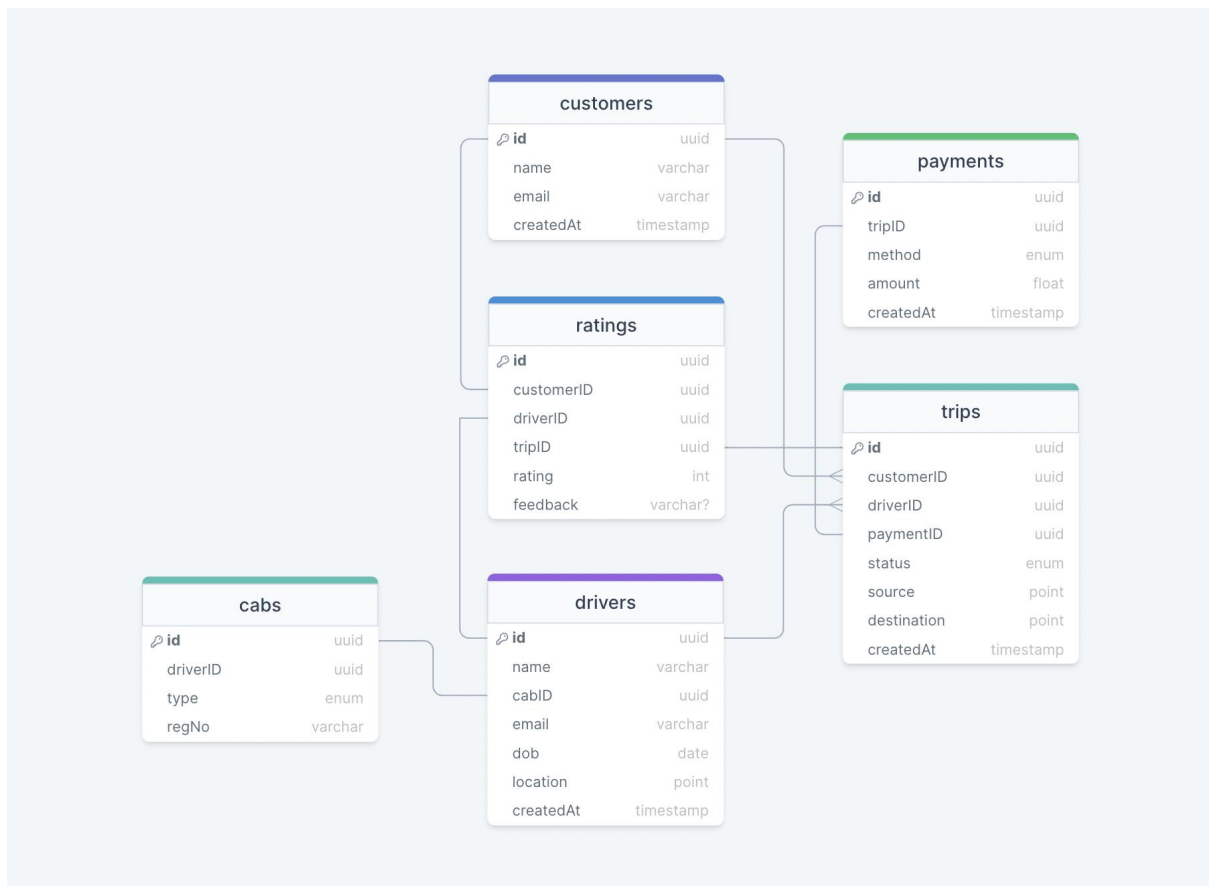 customers
id uuid
name varchar
email varchar
createdAt timestamp
payments
id uuid
tripID uuid
method enum
amount float
createdAt timestamp
ratings
id uuid
customerID uuid
driverID uuid
tripID uuid
rating int
feedback varchar?
trips
id uuid
customerID uuid
driverID uuid
paymentID uuid
status enum
source point
destination point
createdAt timestamp
cabs
id uuid
driverID uuid
type enum
regNo varchar
drivers
id uuid
name varchar
cabID uuid
email varchar
dob date
location point
createdAt timestamp